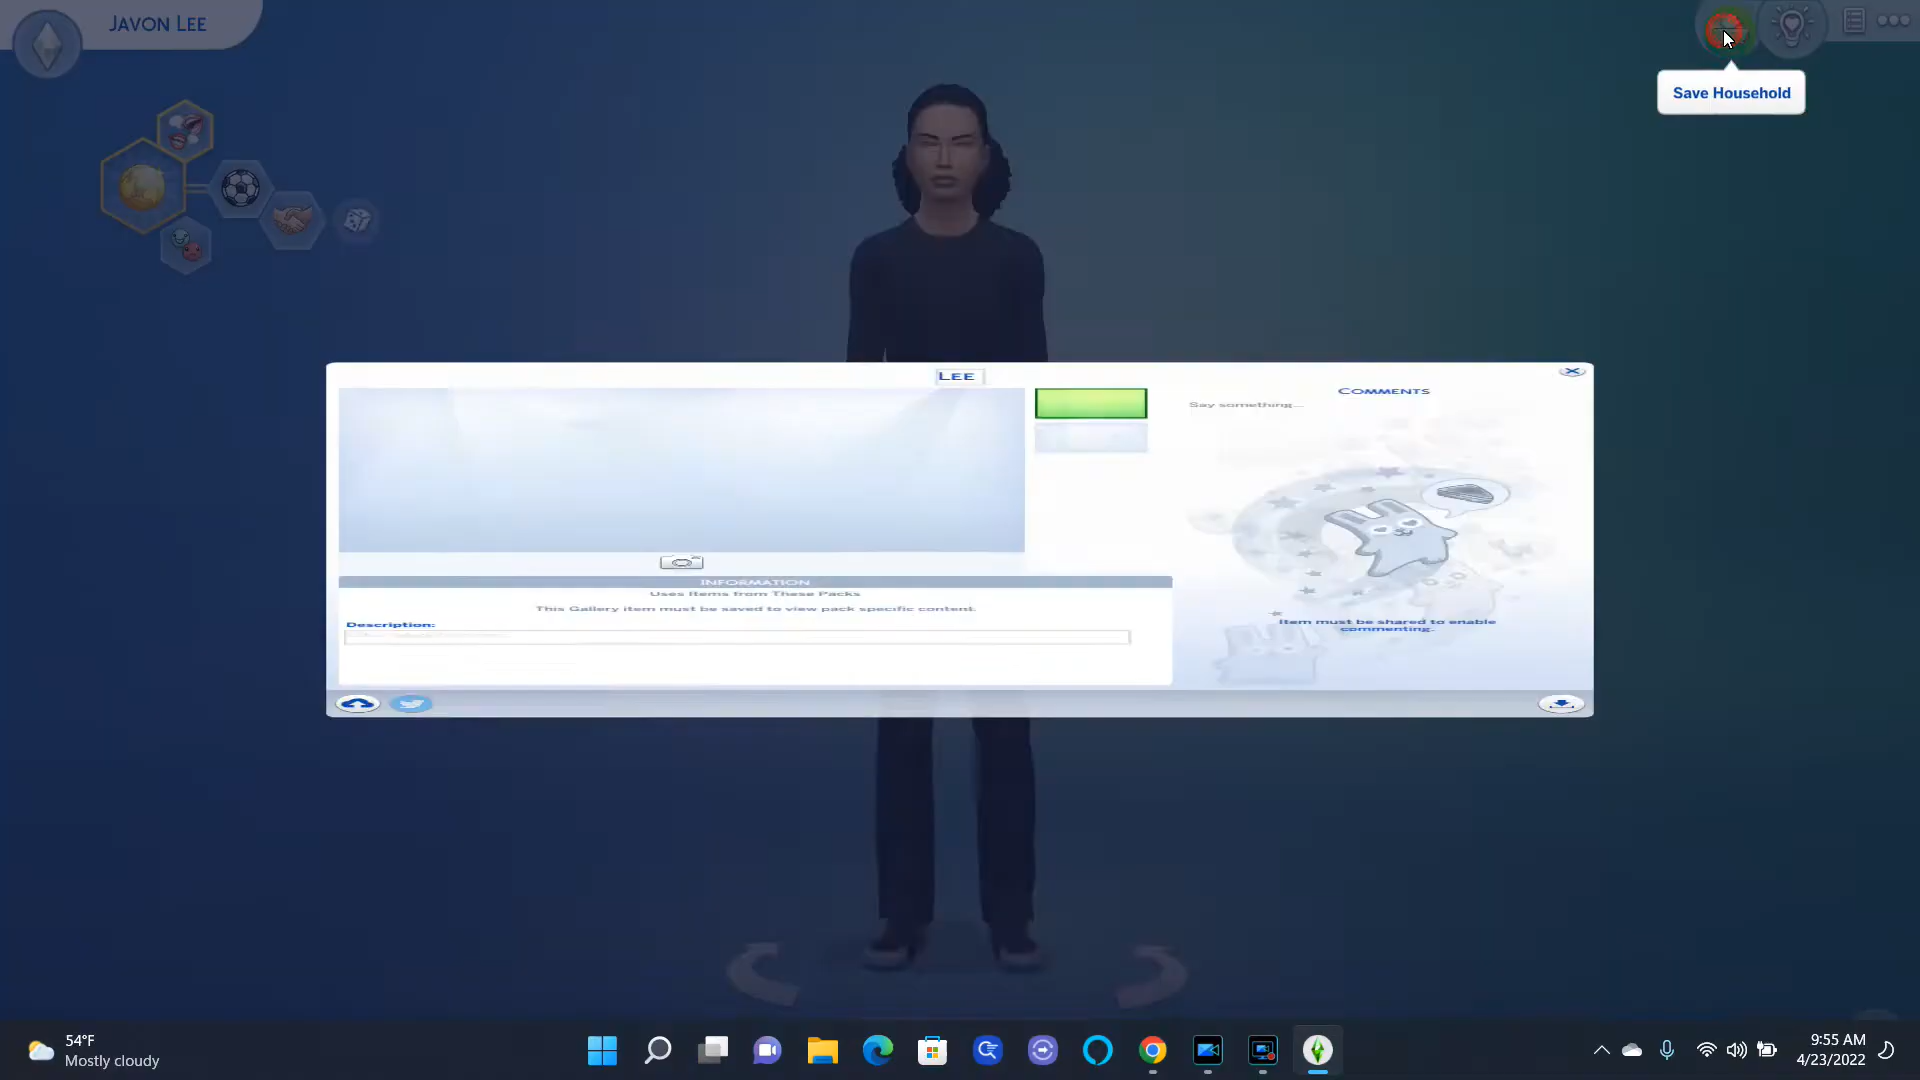 Javon Lee
Save Household
Lee
Comments
Say something...
INFORMATION
Uses Items from These Packs
This Gallery item must be saved to view pack specific content.
Description:
Item must be shared to enable
commenting.
54°F
Mostly cloudy
9:55 AM
4/23/2022